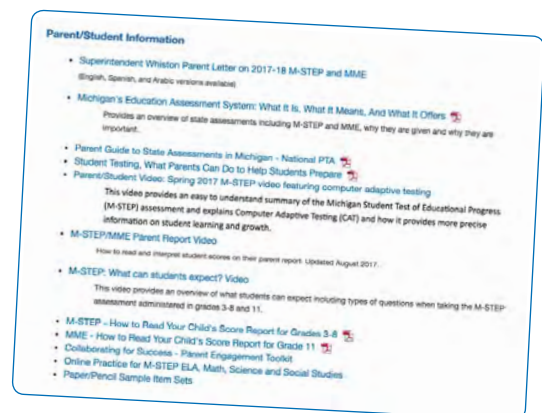 Parent/Student Information
• Superintendent Whiston Parent Letter on 2017-18 M-STEP and MME
(English, Spanish, and Arabic versions available)
• Michigan's Education Assessment System: What It Is, What It Means, And What It Offers
Provides an overview of state assessments including M-STEP and MME, why they are given and why they are
important.
• Parent Guide to State Assessments in Michigan - National PTA
• Student Testing, What Parents Can Do to Help Students Prepare
• Parent/Student Video: Spring 2017 M-STEP video featuring computer adaptive testing
This video provides an easy to understand summary of the Michigan Student Test of Educational Progress
(M-STEP) assessment and explains Computer Adaptive Testing (CAT) and how it provides more precise
information on student learning and growth.
• M-STEP/MME Parent Report Video
How to read and interpret student scores on their parent report. Updated August 2017.
• M-STEP: What can students expect? Video
This video provides an overview of what students can expect including types of questions when taking the M-STEP
assessment administered in grades 3-8 and 11.
• M-STEP - How to Read Your Child's Score Report for Grades 3-8
• MME - How to Read Your Child's Score Report for Grade 11
• Collaborating for Success - Parent Engagement Toolkit
• Online Practice for M-STEP ELA, Math, Science and Social Studies
• Paper/Pencil Sample Item Sets